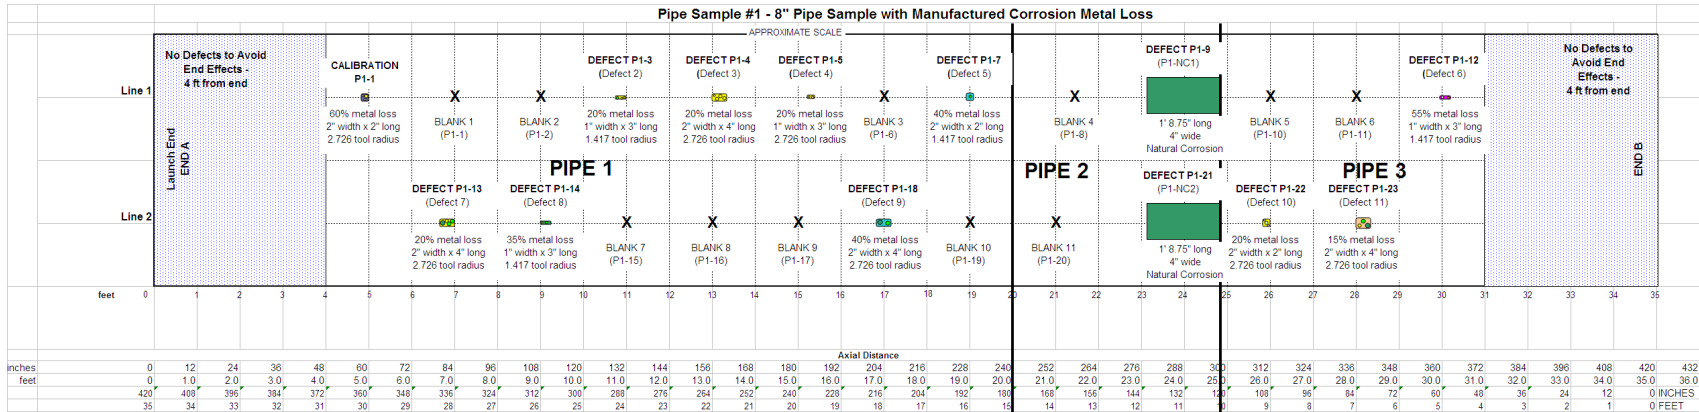 Pipe Sample #1 - 8" Pipe Sample with Manufactured Corrosion Metal Loss
APPROXIMATE SCALE
No Defects to Avoid
End Effects -
4 ft from end
Launch End
END A
Line 1
CALIBRATION
P1-1
60% metal loss
2" width x 2" long
2.726 tool radius
X
BLANK 1
(P1-1)
X
BLANK 2
(P1-2)
DEFECT P1-3
(Defect 2)
20% metal loss
1" width x 3" long
1.417 tool radius
DEFECT P1-4
(Defect 3)
20% metal loss
2" width x 4" long
2.726 tool radius
DEFECT P1-5
(Defect 4)
20% metal loss
1" width x 3" long
1.417 tool radius
X
BLANK 3
(P1-6)
DEFECT P1-7
(Defect 5)
40% metal loss
2" width x 2" long
2.726 tool radius
X
BLANK 4
(P1-8)
DEFECT P1-9
(P1-NC1)
1' 8.75" long
4" wide
Natural Corrosion
X
BLANK 5
(P1-10)
X
BLANK 6
(P1-11)
DEFECT P1-12
(Defect 6)
55% metal loss
1" width x 3" long
1.417 tool radius
No Defects to
Avoid End
Effects -
4 ft from end
END B
PIPE 1
PIPE 2
PIPE 3
Line 2
DEFECT P1-13
(Defect 7)
20% metal loss
2" width x 4" long
2.726 tool radius
DEFECT P1-14
(Defect 8)
35% metal loss
1" width x 3" long
1.417 tool radius
X
BLANK 7
(P1-15)
X
BLANK 8
(P1-16)
X
BLANK 9
(P1-17)
DEFECT P1-18
(Defect 9)
40% metal loss
2" width x 4" long
2.726 tool radius
X
BLANK 10
(P1-19)
X
BLANK 11
(P1-20)
DEFECT P1-21
(P1-NC2)
1' 8.75" long
4" wide
Natural Corrosion
DEFECT P1-22
(Defect 10)
20% metal loss
2" width x 2" long
2.726 tool radius
DEFECT P1-23
(Defect 11)
15% metal loss
2" width x 4" long
2.726 tool radius
feet 0 1 2 3 4 5 6 7 8 9 10 11 12 13 14 15 16 17 18 19 20 21 22 23 24 25 26 27 28 29 30 31 32 33 34 35
Axial Distance
inches 0 12 24 36 48 60 72 84 96 108 120 132 144 156 168 180 192 204 216 228 240 252 264 276 288 300 312 324 336 348 360 372 384 396 408 420 432
feet 0 1.0 2.0 3.0 4.0 5.0 6.0 7.0 8.0 9.0 10.0 11.0 12.0 13.0 14.0 15.0 16.0 17.0 18.0 19.0 20.0 21.0 22.0 23.0 24.0 25.0 26.0 27.0 28.0 29.0 30.0 31.0 32.0 33.0 34.0 35.0 36.0
420 408 396 384 372 360 348 336 324 312 300 288 276 264 252 240 228 216 204 192 180 168 156 144 132 120 108 96 84 72 60 48 36 24 12 0 INCHES
35 34 33 32 31 30 29 28 27 26 25 24 23 22 21 20 19 18 17 16 15 14 13 12 11 10 9 8 7 6 5 4 3 2 1 0 FEET